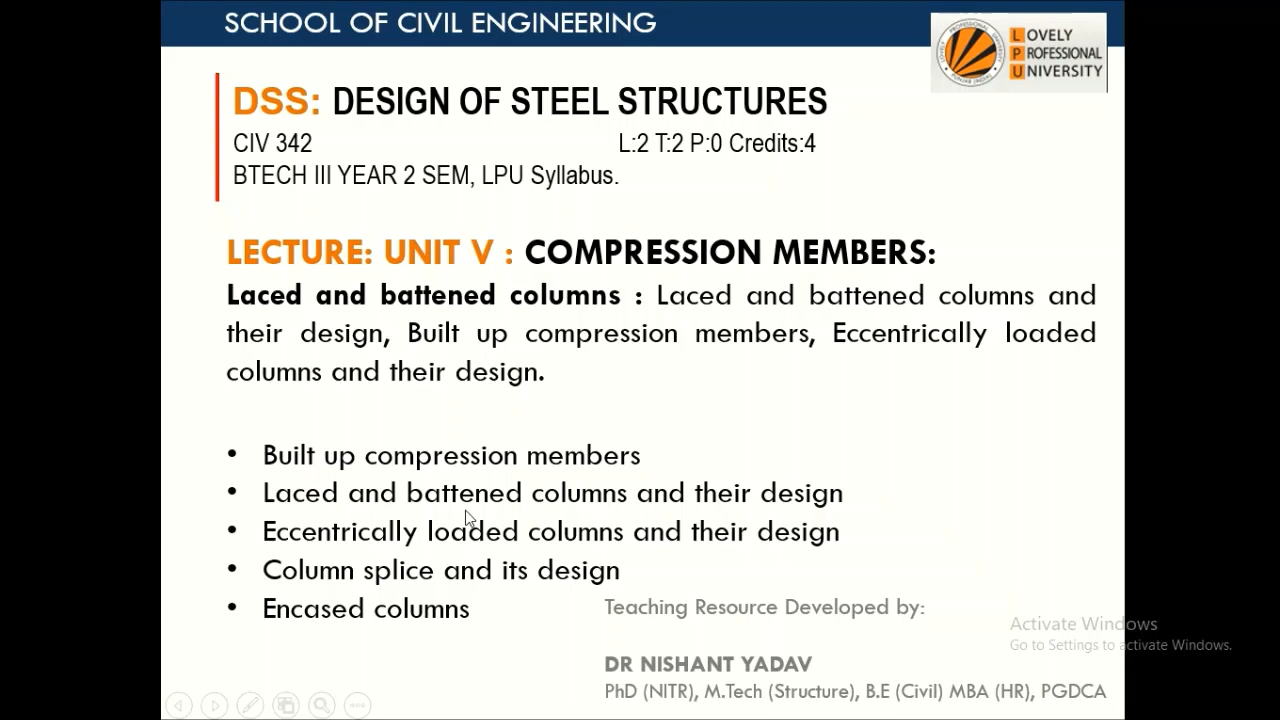 SCHOOL OF CIVIL ENGINEERING
LOVELY
PROFESSIONAL
UNIVERSITY
DSS: DESIGN OF STEEL STRUCTURES
CIV 342 L:2 T:2 P:0 Credits:4
BTECH III YEAR 2 SEM, LPU Syllabus.
LECTURE: UNIT V : COMPRESSION MEMBERS:
Laced and battened columns : Laced and battened columns and
their design, Built up compression members, Eccentrically loaded
columns and their design.
• Built up compression members
• Laced and battened columns and their design
• Eccentrically loaded columns and their design
• Column splice and its design
• Encased columns
Teaching Resource Developed by:
Activate Windows
Go to Settings to activate Windows.
DR NISHANT YADAV
PhD (NITR), M.Tech (Structure), B.E (Civil) MBA (HR), PGDCA